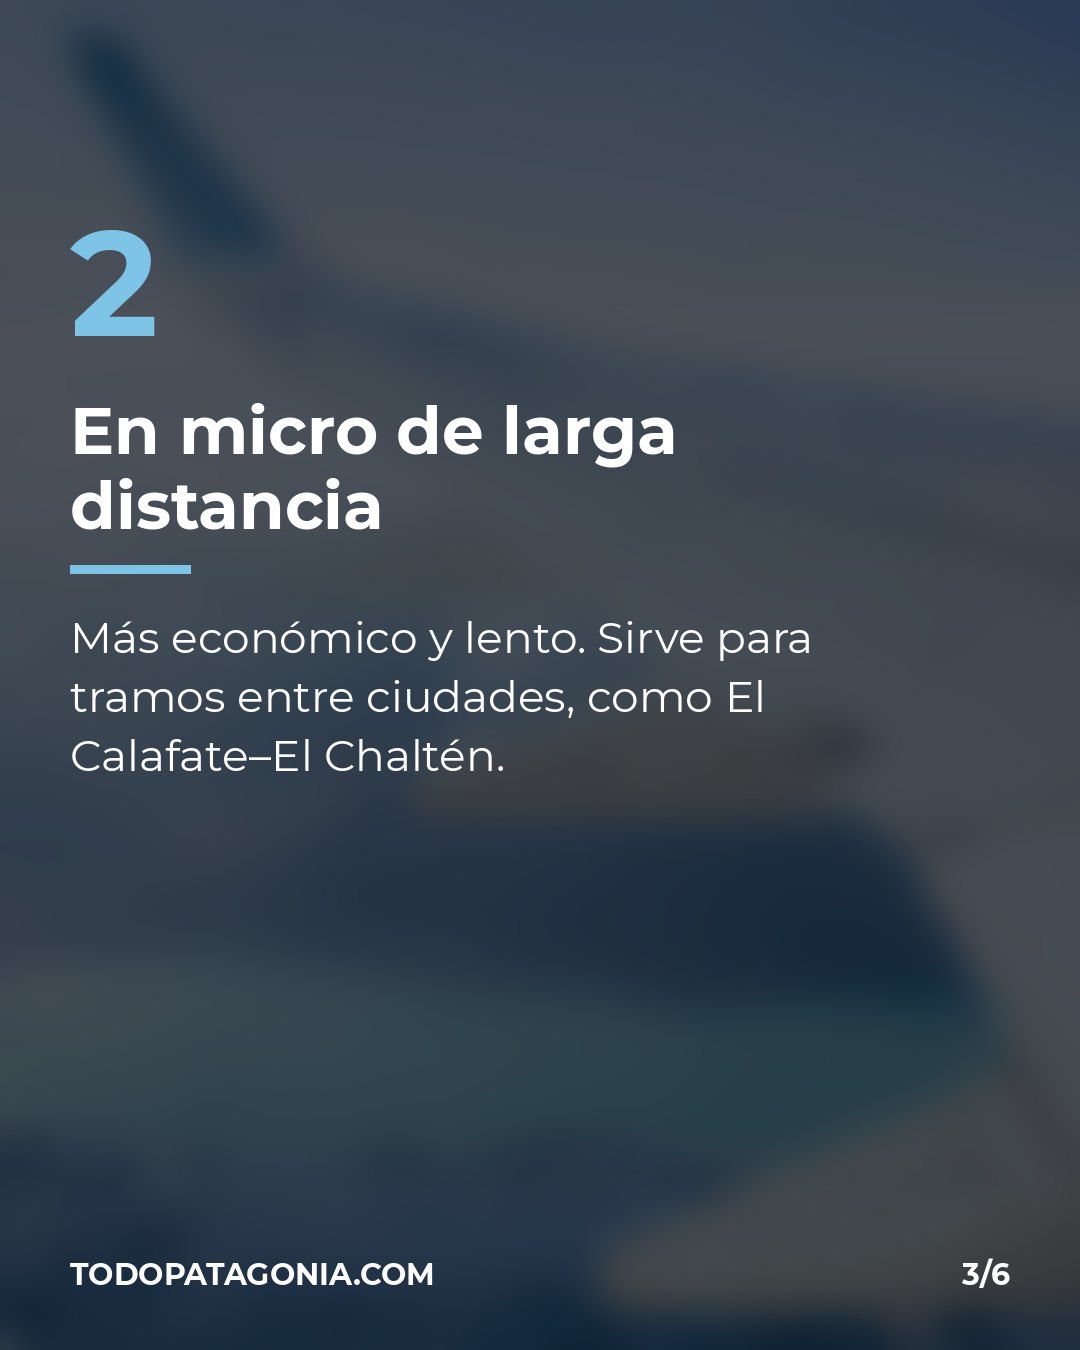 2
En micro de larga
distancia
Más económico y lento. Sirve para
tramos entre ciudades, como El
Calafate–El Chaltén.
TODOPATAGONIA.COM
3/6